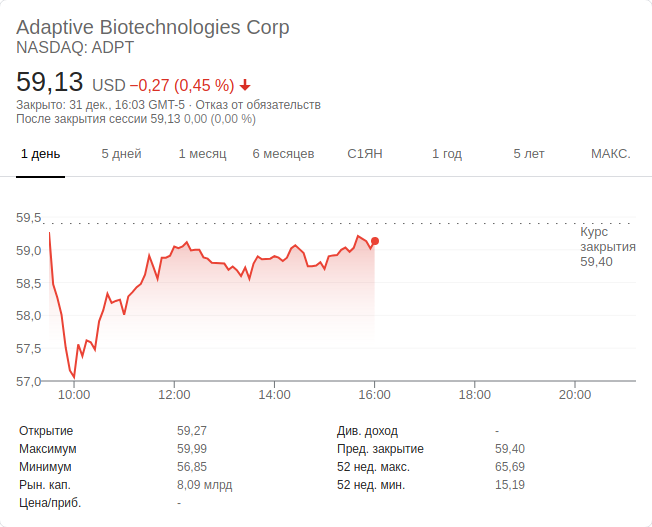 Adaptive Biotechnologies Corp
NASDAQ: ADPT
59,13 USD −0,27 (0,45 %)
Закрыто: 31 дек., 16:03 GMT-5 · Отказ от обязательств
После закрытия сессии 59,13 0,00 (0,00 %)
1 день 5 дней 1 месяц 6 месяцев С1ЯН 1 год 5 лет МАКС.
59,5
Курс
закрытия
59,40
59,0
58,5
58,0
57,5
57,0
10:00 12:00 14:00 16:00 18:00 20:00
Открытие 59,27 Див. доход -
Максимум 59,99 Пред. закрытие 59,40
Минимум 56,85 52 нед. макс. 65,69
Рын. кап. 8,09 млрд 52 нед. мин. 15,19
Цена/приб. -